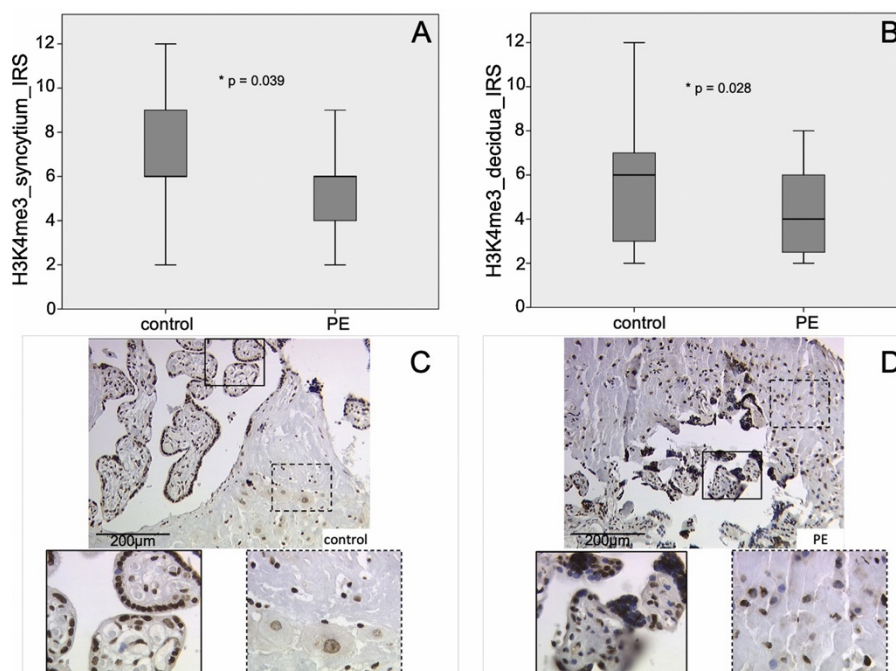 A
H3K4me3_syncytium_IRS
12
10
8
6
4
2
0
* p = 0.039
control
PE
B
H3K4me3_decidua_IRS
12
10
8
6
4
2
0
* p = 0.028
control
PE
C
200µm
control
D
200µm
PE